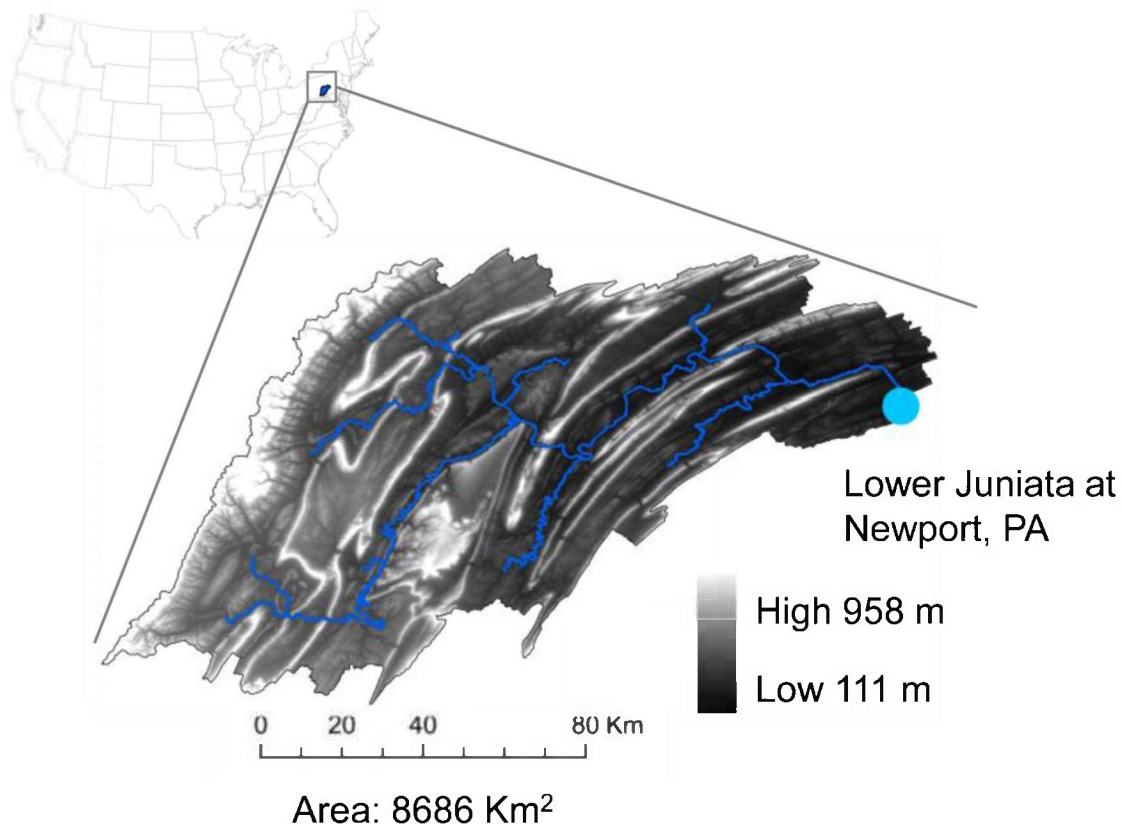 Lower Juniata at
Newport, PA
High 958 m
Low 111 m
0 20 40 80 Km
Area: 8686 Km²